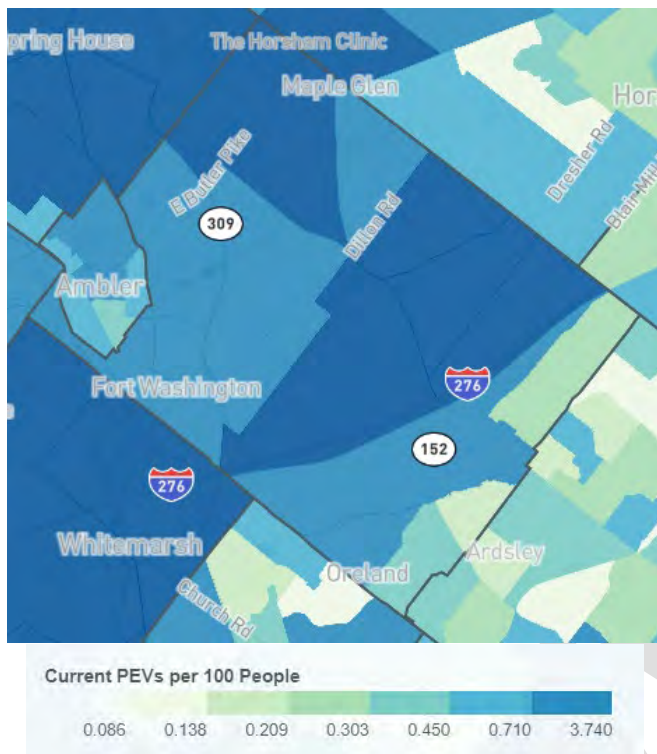 pring House
The Horsham Clinic
Maple Glen
Hor
Dresher Rd
E Butler Pike
Blair Mill
309
Dillon Rd
Ambler
Fort Washington
276
152
276
Whitemarsh
Ardsley
Oreland
Church Rd
Current PEVs per 100 People
0.086 0.138 0.209 0.303 0.450 0.710 3.740